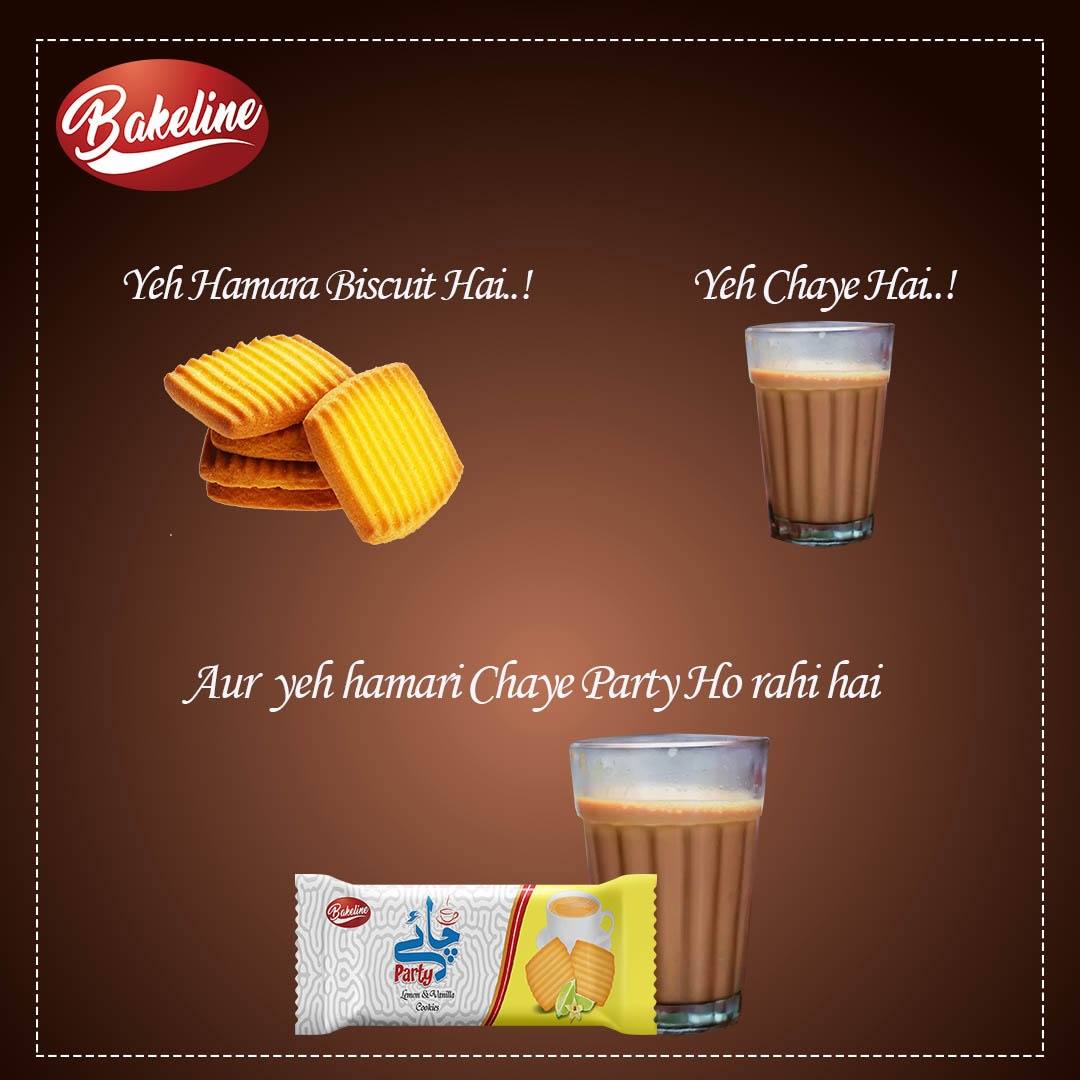 Bakeline
Yeh Hamara Biscuit Hai..!
Yeh Chaye Hai..!
Aur yeh hamari Chaye Party Ho rahi hai
Bakeline
چائے
Party
Lemon & Vanilla
Cookies